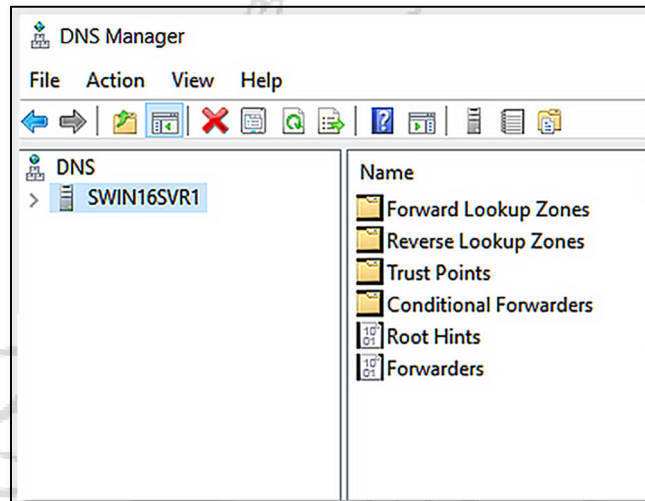 DNS Manager
File Action View Help
DNS
SWIN16SVR1
Name
Forward Lookup Zones
Reverse Lookup Zones
Trust Points
Conditional Forwarders
Root Hints
Forwarders